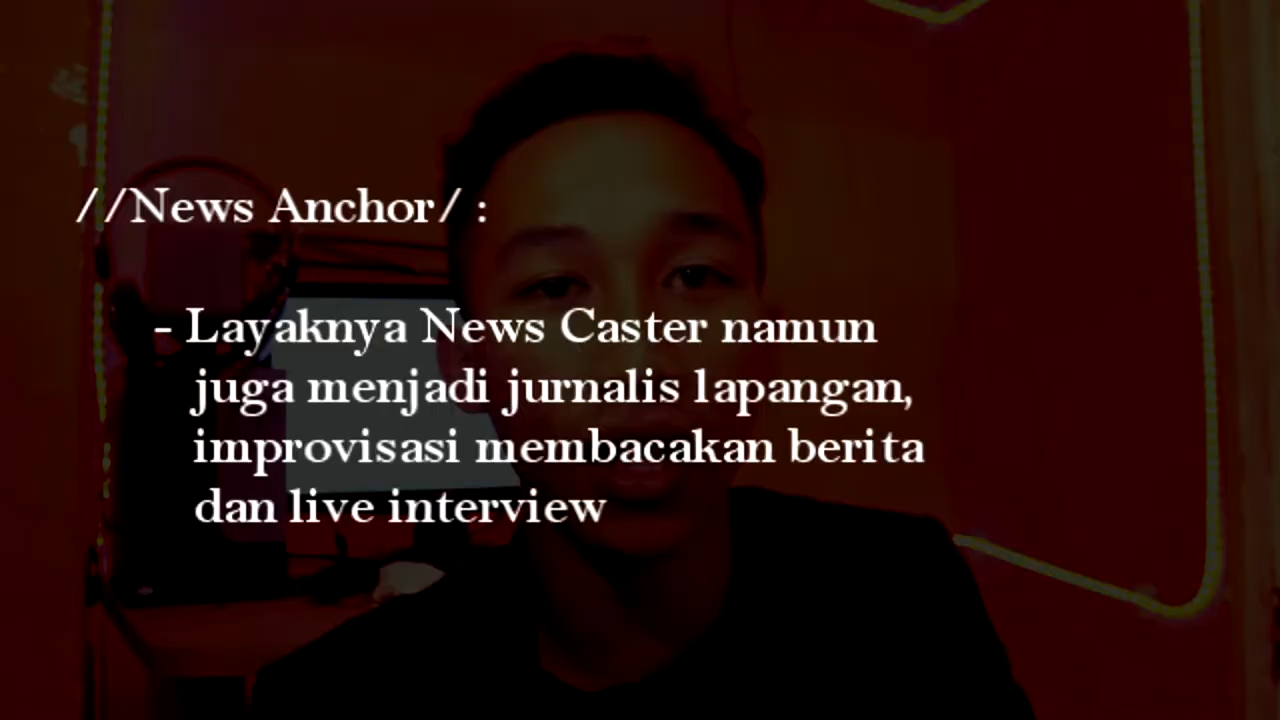 //News Anchor/ :
- Layaknya News Caster namun
juga menjadi jurnalis lapangan,
improvisasi membacakan berita
dan live interview